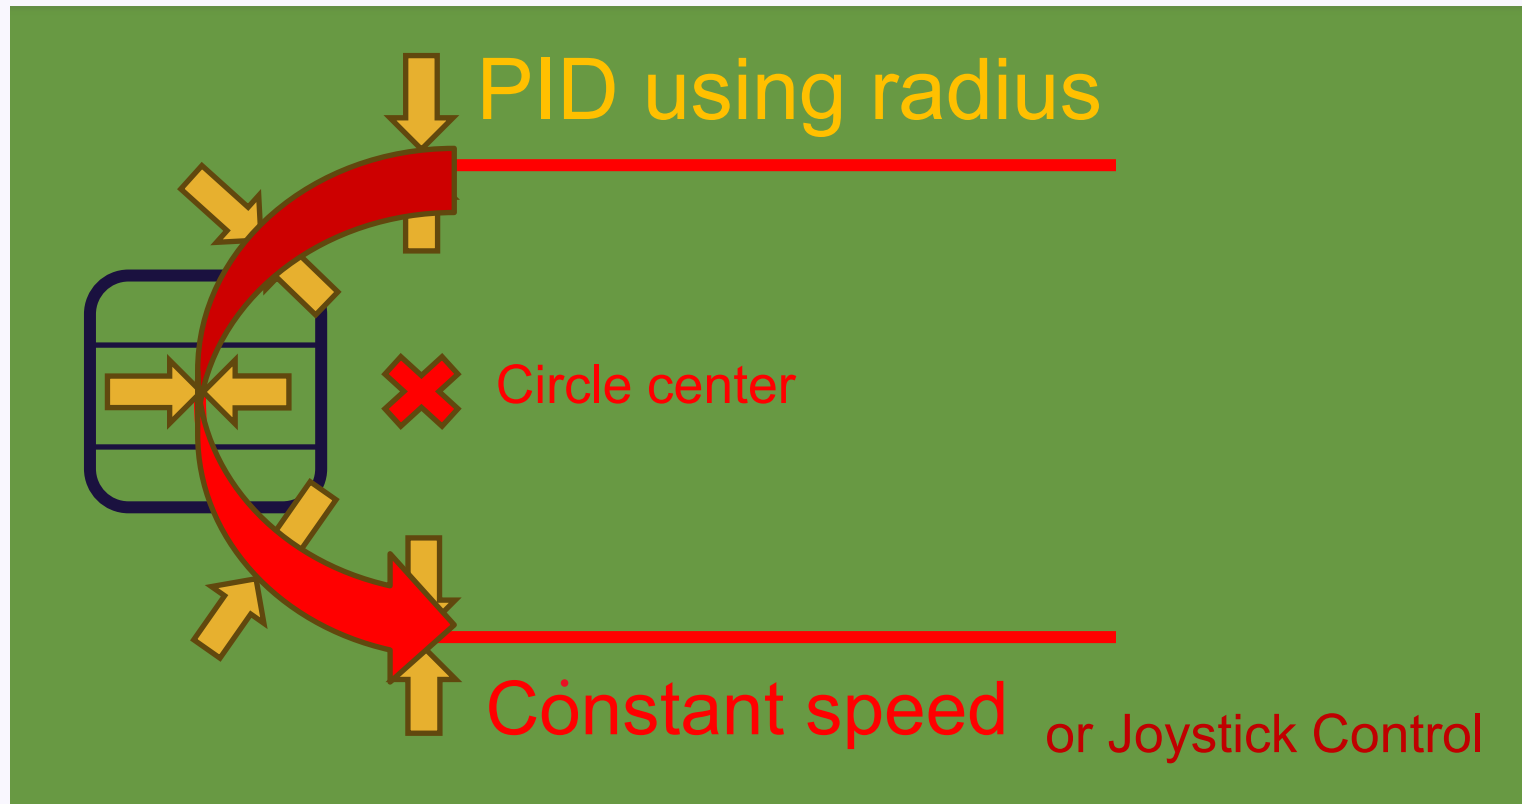 PID using radius
Circle center
Constant speed
or Joystick Control